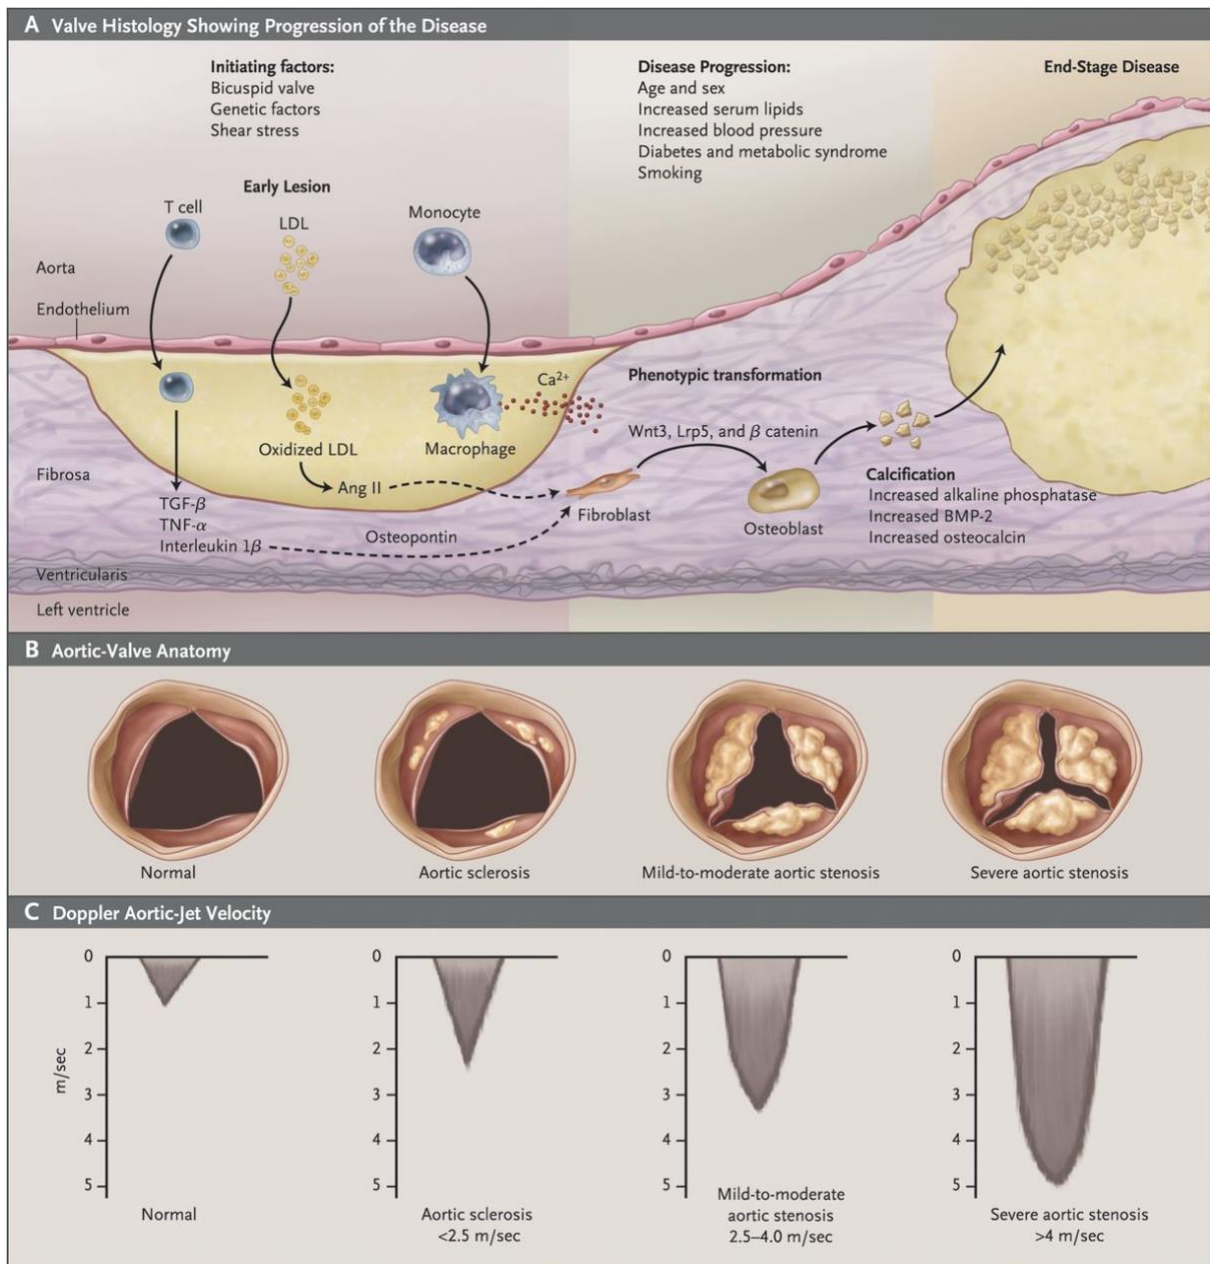 A Valve Histology Showing Progression of the Disease
Initiating factors:
Bicuspid valve
Genetic factors
Shear stress
Disease Progression:
Age and sex
Increased serum lipids
Increased blood pressure
Diabetes and metabolic syndrome
Smoking
End-Stage Disease
Early Lesion
T cell
LDL
Monocyte
Aorta
Endothelium
Ca²⁺
Phenotypic transformation
Oxidized LDL
Macrophage
Wnt3, Lrp5, and β catenin
Fibrosa
Ang II
TGF-β
TNF-α
Interleukin 1β
Osteopontin
Fibroblast
Osteoblast
Calcification
Increased alkaline phosphatase
Increased BMP-2
Increased osteocalcin
Ventricularis
Left ventricle
B Aortic-Valve Anatomy
Normal
Aortic sclerosis
Mild-to-moderate aortic stenosis
Severe aortic stenosis
C Doppler Aortic-Jet Velocity
m/sec
0
1
2
3
4
5
Normal
0
1
2
3
4
5
Aortic sclerosis
<2.5 m/sec
0
1
2
3
4
5
Mild-to-moderate
aortic stenosis
2.5–4.0 m/sec
0
1
2
3
4
5
Severe aortic stenosis
>4 m/sec